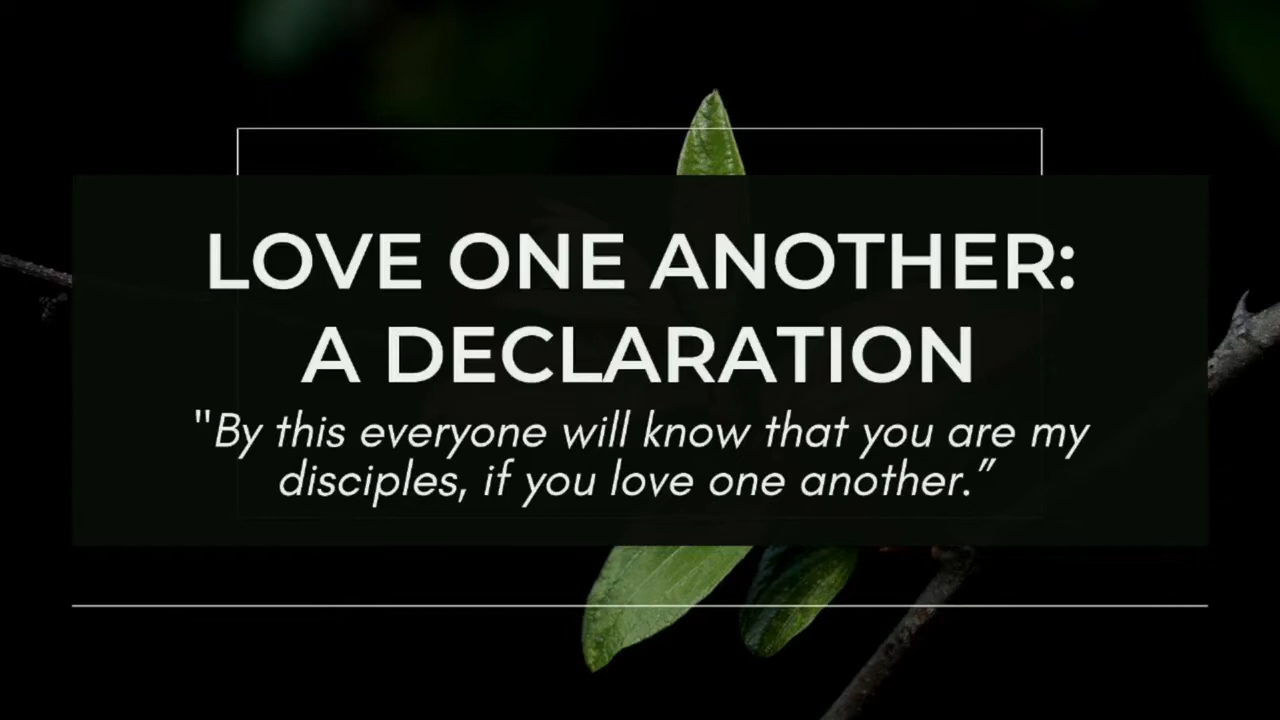 LOVE ONE ANOTHER:
A DECLARATION
"By this everyone will know that you are my
disciples, if you love one another.”